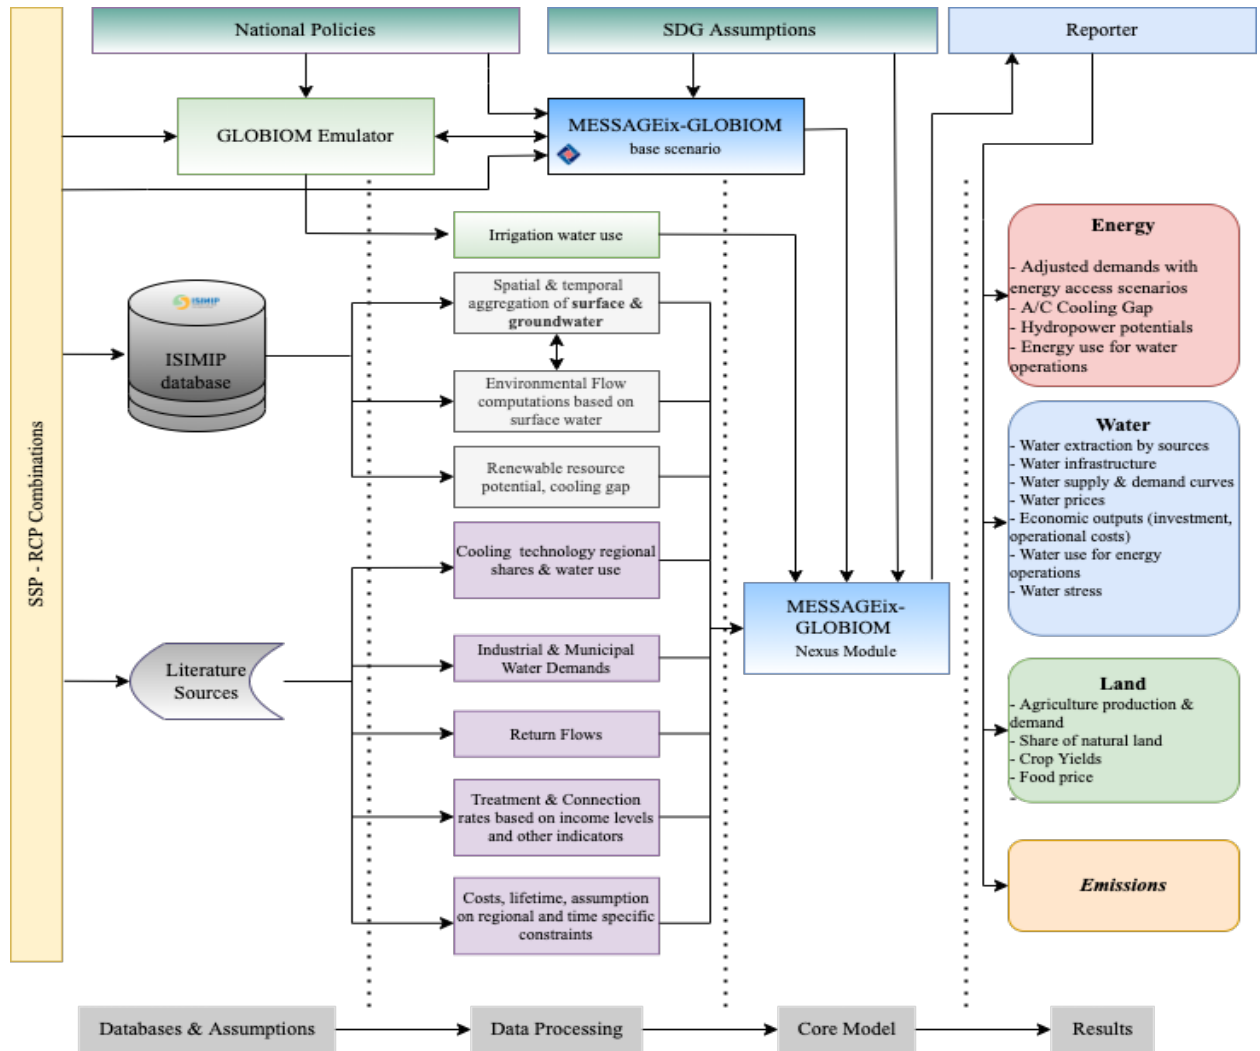 National Policies
SDG Assumptions
Reporter
GLOBIOM Emulator
MESSAGEix-GLOBIOM
base scenario
SSP - RCP Combinations
Irrigation water use
ISIMIP
ISIMIP
database
Spatial & temporal
aggregation of surface &
groundwater
Environmental Flow
computations based on
surface water
Renewable resource
potential, cooling gap
Cooling technology regional
shares & water use
Literature
Sources
Industrial & Municipal
Water Demands
Return Flows
Treatment & Connection
rates based on income levels
and other indicators
Costs, lifetime, assumption
on regional and time specific
constraints
MESSAGEix-
GLOBIOM
Nexus Module
Energy
- Adjusted demands with
energy access scenarios
- A/C Cooling Gap
- Hydropower potentials
- Energy use for water
operations
Water
- Water extraction by sources
- Water infrastructure
- Water supply & demand curves
- Water prices
- Economic outputs (investment,
operational costs)
- Water use for energy
operations
- Water stress
Land
- Agriculture production &
demand
- Share of natural land
- Crop Yields
- Food price
-
Emissions
Databases & Assumptions
Data Processing
Core Model
Results